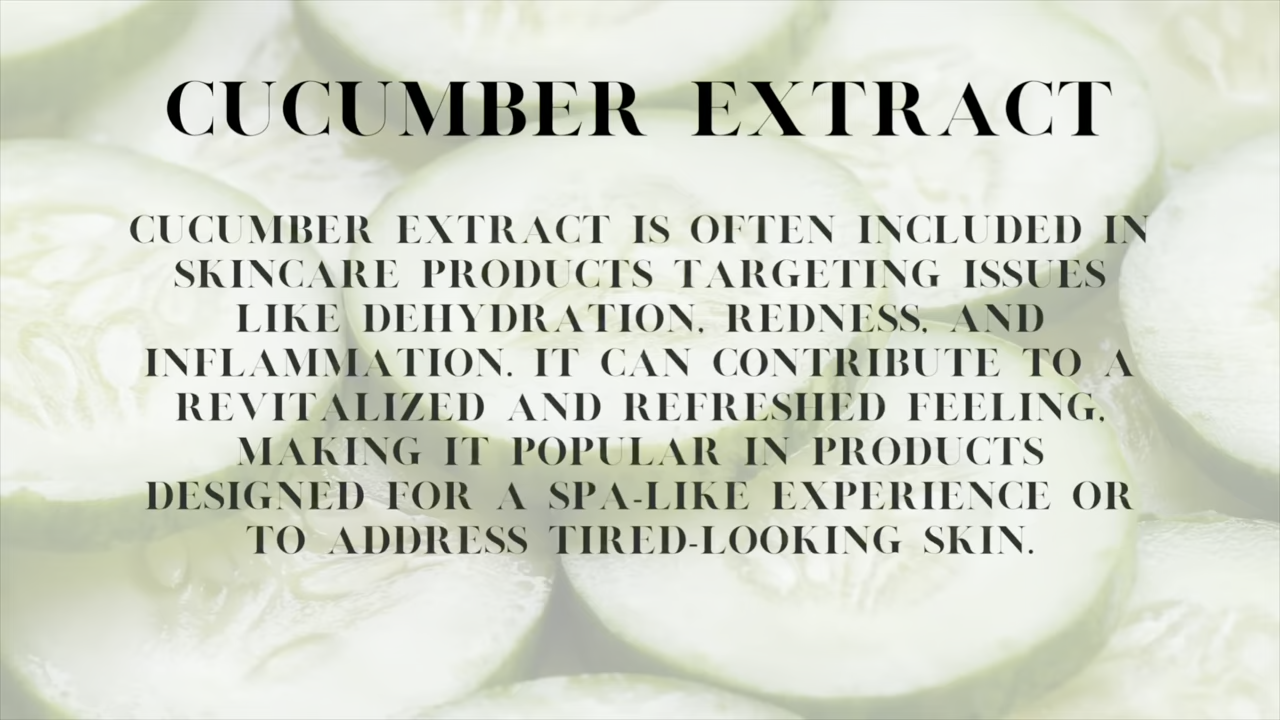 CUCUMBER EXTRACT
CUCUMBER EXTRACT IS OFTEN INCLUDED IN
SKINCARE PRODUCTS TARGETING ISSUES
LIKE DEHYDRATION, REDNESS, AND
INFLAMMATION. IT CAN CONTRIBUTE TO A
REVITALIZED AND REFRESHED FEELING,
MAKING IT POPULAR IN PRODUCTS
DESIGNED FOR A SPA-LIKE EXPERIENCE OR
TO ADDRESS TIRED-LOOKING SKIN.